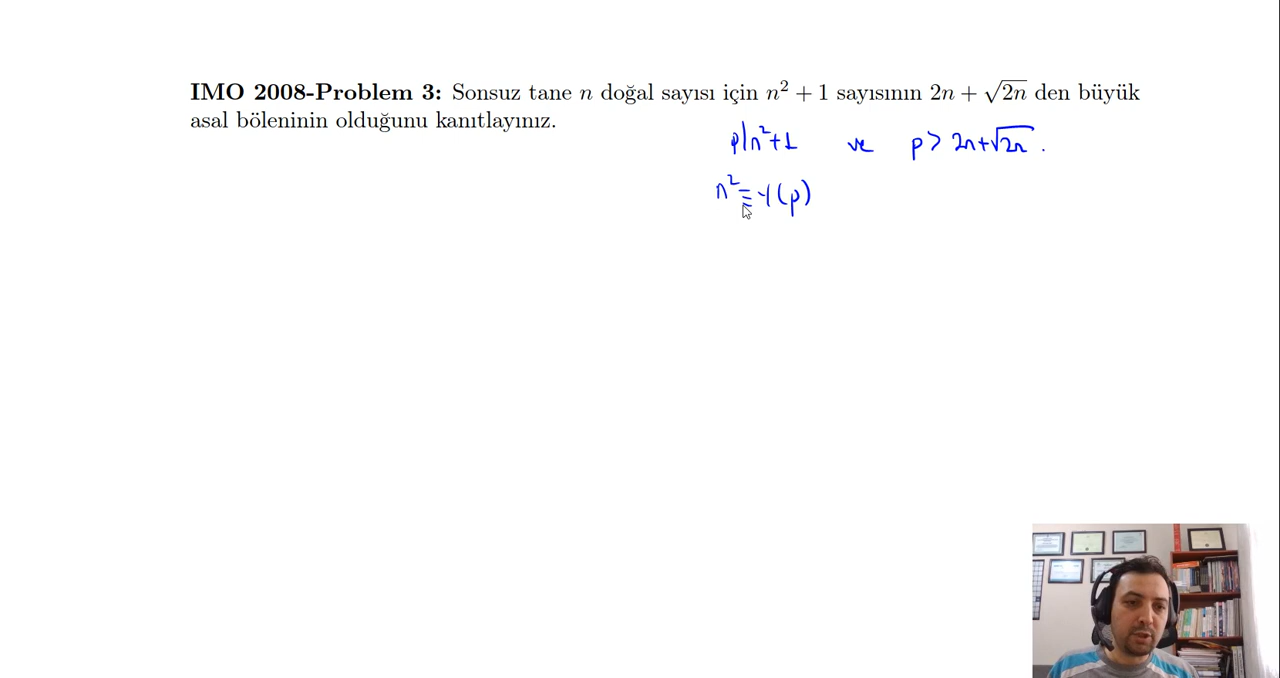 IMO 2008-Problem 3: Sonsuz tane n doğal sayısı için n² + 1 sayısının 2n + √2n den büyük
asal böleninin olduğunu kanıtlayınız.
p|n²+1 ve p > 2n+√2n.
n² ≡ -1 (p)